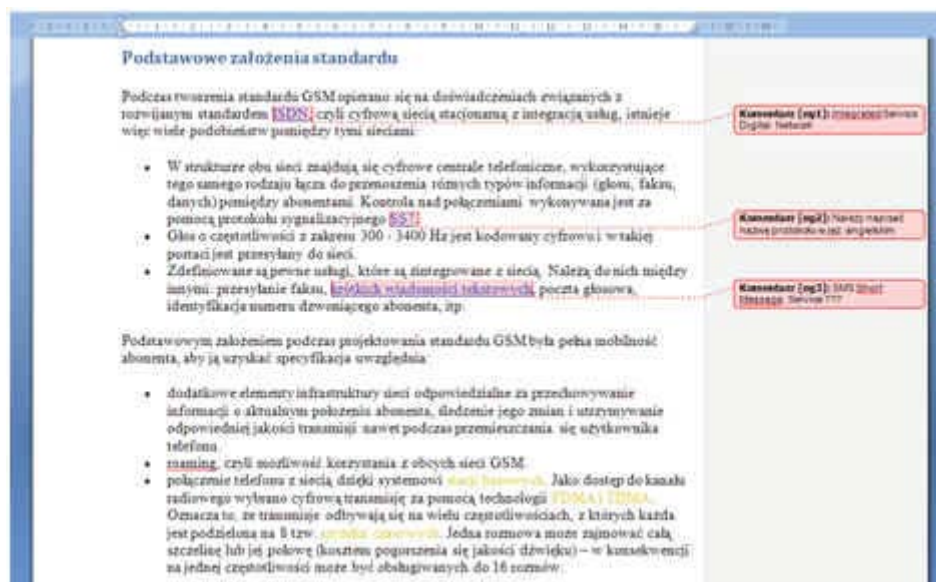 Podstawowe założenia standardu
Podczas tworzenia standardu GSM opierano się na doświadczeniach związanych z
rozwijanym standardem ISDN, czyli cyfrową siecią stacjonarną z integracją usług, istnieje
więc wiele podobieństw pomiędzy tymi sieciami
Komentarz [np1]: Integrated Service
Digital Network
W strukturze obu sieci znajdują się cyfrowe centrale telefoniczne, wykorzystujące
tego samego rodzaju łącza do przenoszenia różnych typów informacji (głosu, faksu,
danych) pomiędzy abonentami. Kontrola nad połączeniami wykonywana jest za
pomocą protokołu sygnalizacyjnego SS7.
Komentarz [np2]: Należy napisać
nazwę protokołu w jęz. angielskim
Głos o częstotliwości z zakresu 300 - 3400 Hz jest kodowany cyfrowo i w takiej
postaci jest przesyłany do sieci.
Zdefiniowane są pewne usługi, które są zintegrowane z siecią. Należą do nich między
innymi: przesyłanie faksu, krótkich wiadomości tekstowych, poczta głosowa,
identyfikacja numeru dzwoniącego abonenta, itp.
Komentarz [np3]: SMS Short
Message Service ???
Podstawowym założeniem podczas projektowania standardu GSM była pełna mobilność
abonenta, aby ją uzyskać specyfikacja uwzględnia
dodatkowe elementy infrastruktury sieci odpowiedzialne za przechowywanie
informacji o aktualnym położeniu abonenta, śledzenie jego zmian i utrzymywanie
odpowiedniej jakości transmisji nawet podczas przemieszczania się użytkownika
telefonu.
roaming, czyli możliwość korzystania z obcych sieci GSM.
połączenie telefonu z siecią dzięki systemowi stacji bazowych. Jako dostęp do kanału
radiowego wybrano cyfrową transmisję za pomocą technologii FDMA i TDMA.
Oznacza to, że transmisje odbywają się na wielu częstotliwościach, z których każda
jest podzielona na 8 tzw. szczelin czasowych. Jedna rozmowa może zajmować całą
szczelinę lub jej połowę (kosztem pogorszenia się jakości dźwięku) – w konsekwencji
na jednej częstotliwości może być obsługiwanych do 16 rozmów.